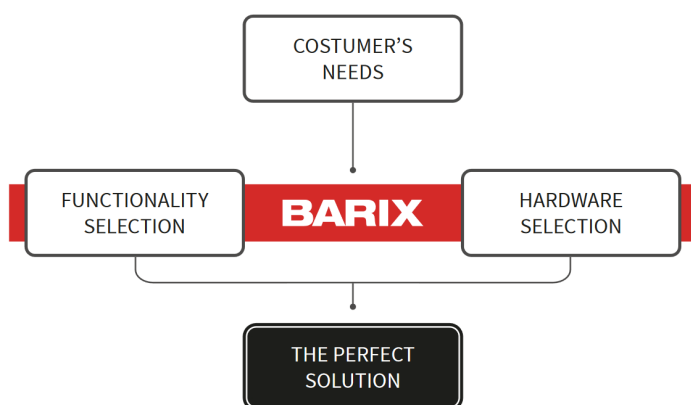 COSTUMER'S
NEEDS
FUNCTIONALITY
SELECTION
BARIX
HARDWARE
SELECTION
THE PERFECT
SOLUTION